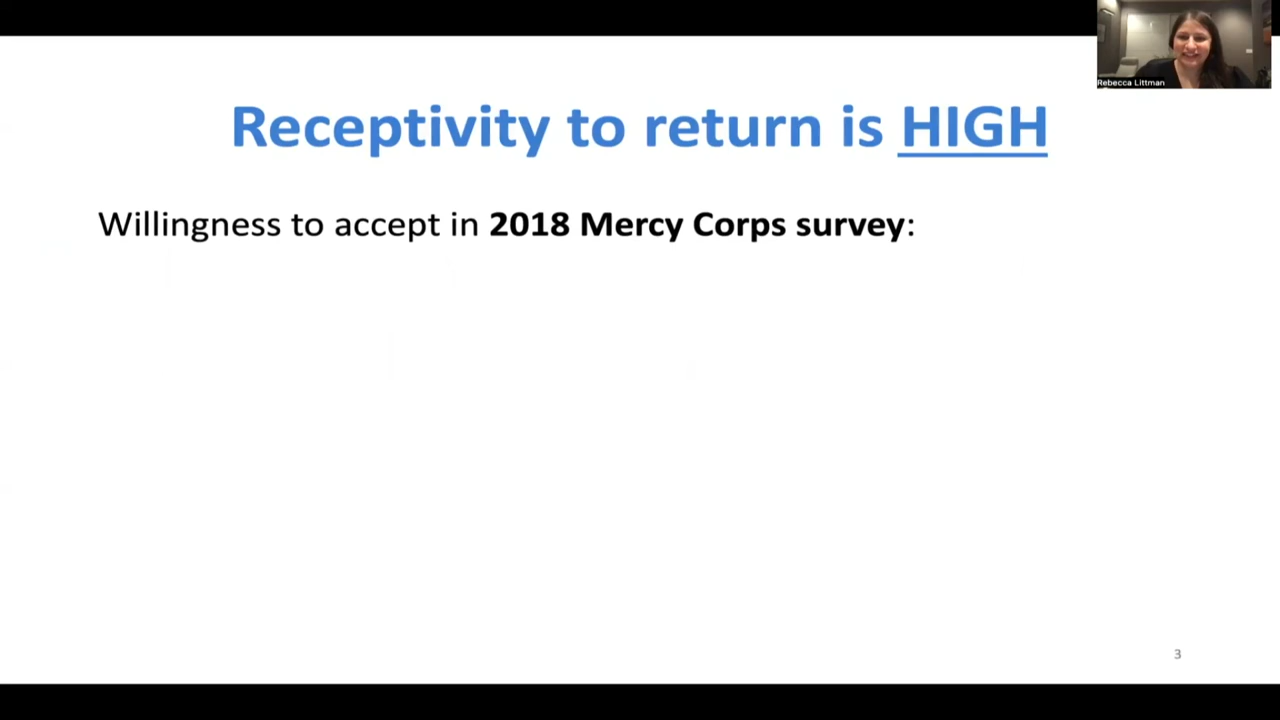 Rebecca Littman
Receptivity to return is HIGH
Willingness to accept in 2018 Mercy Corps survey:
3